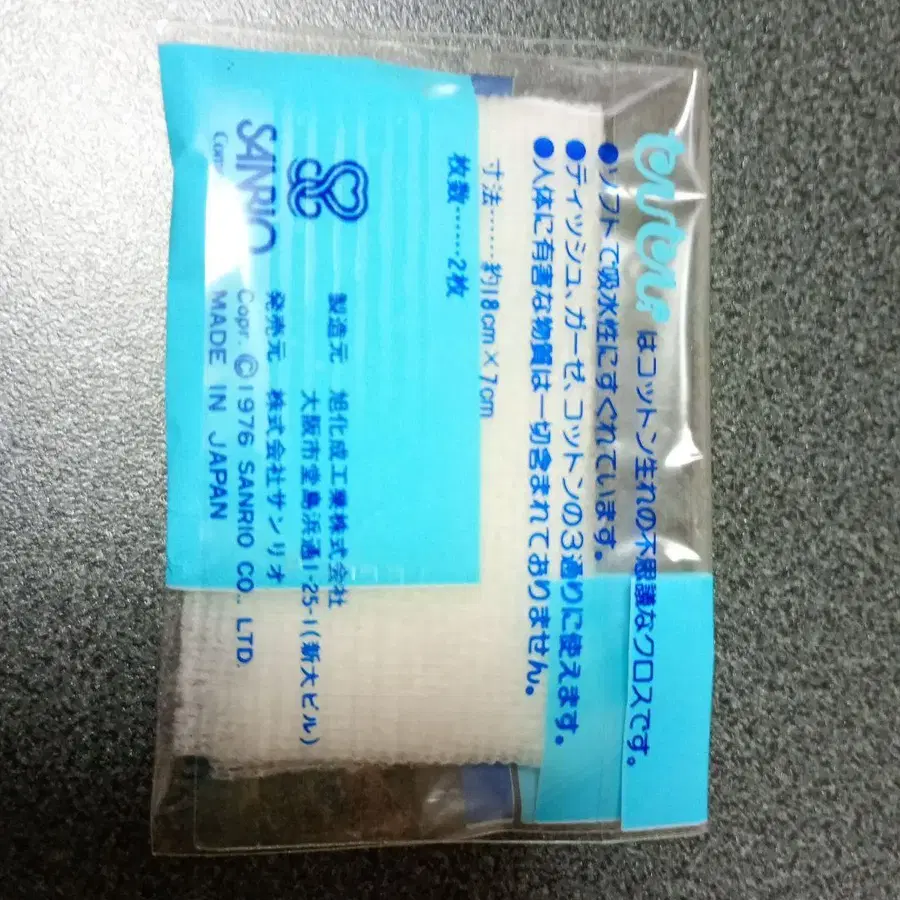 はコットン生れの不思議なクロスです。
●ソフトで吸水性にすぐれています。
●ティッシュ、ガーゼ、コットンの3通りに使えます。
●人体に有害な物質は一切含まれておりません。
寸法……約18cm×7cm
枚数……2枚
製造元 旭化成工業株式会社
大阪市堂島浜通1-25-1(新大ビル)
発売元 株式会社サンリオ
Copr. ©1976 SANRIO CO., LTD.
MADE IN JAPAN
SANRIO